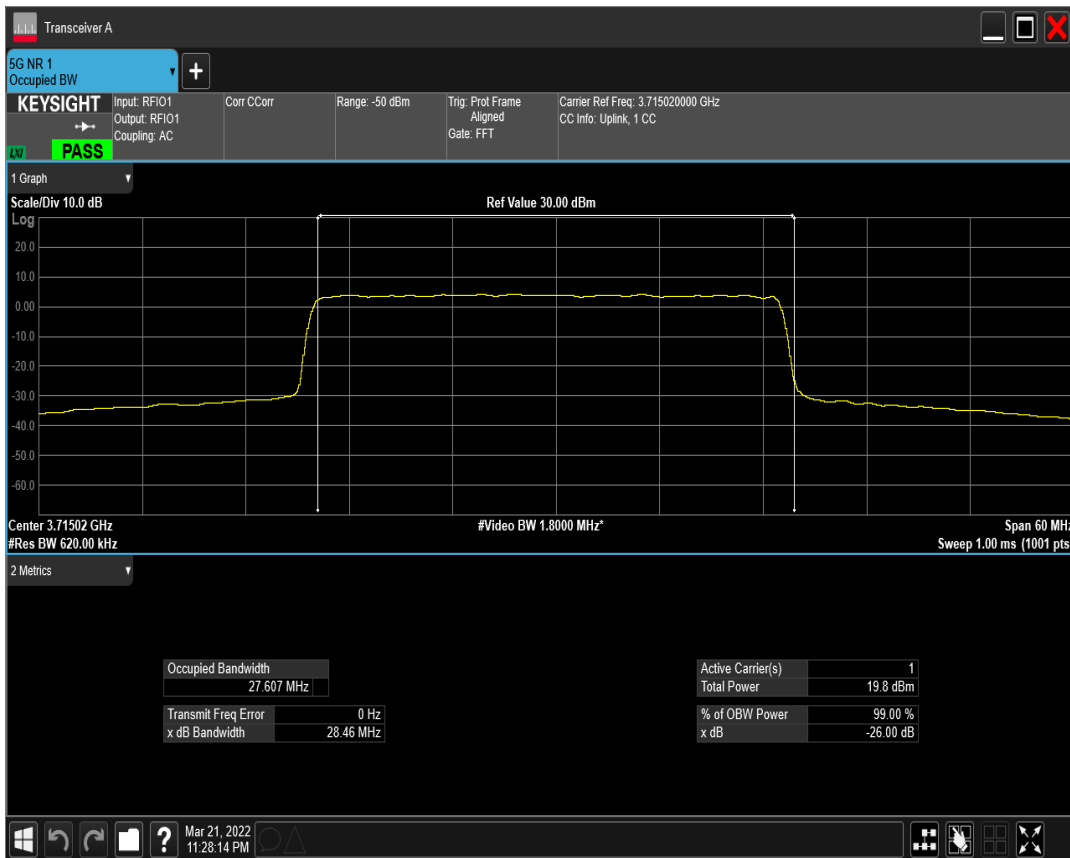 Transceiver A
5G NR 1
Occupied BW
+
KEYSIGHT
LXI
PASS
Input: RFIO1
Output: RFIO1
Coupling: AC
Corr CCorr
Range: -50 dBm
Trig: Prot Frame
Aligned
Gate: FFT
Carrier Ref Freq: 3.715020000 GHz
CC Info: Uplink, 1 CC
1 Graph
Scale/Div 10.0 dB
Ref Value 30.00 dBm
Log
20.0
10.0
0.00
-10.0
-20.0
-30.0
-40.0
-50.0
-60.0
Center 3.71502 GHz
#Video BW 1.8000 MHz*
Span 60 MHz
#Res BW 620.00 kHz
Sweep 1.00 ms (1001 pts
2 Metrics
Occupied Bandwidth
27.607 MHz
Transmit Freq Error 0 Hz
x dB Bandwidth 28.46 MHz
Active Carrier(s) 1
Total Power 19.8 dBm
% of OBW Power 99.00 %
x dB -26.00 dB
?
Mar 21, 2022
11:28:14 PM